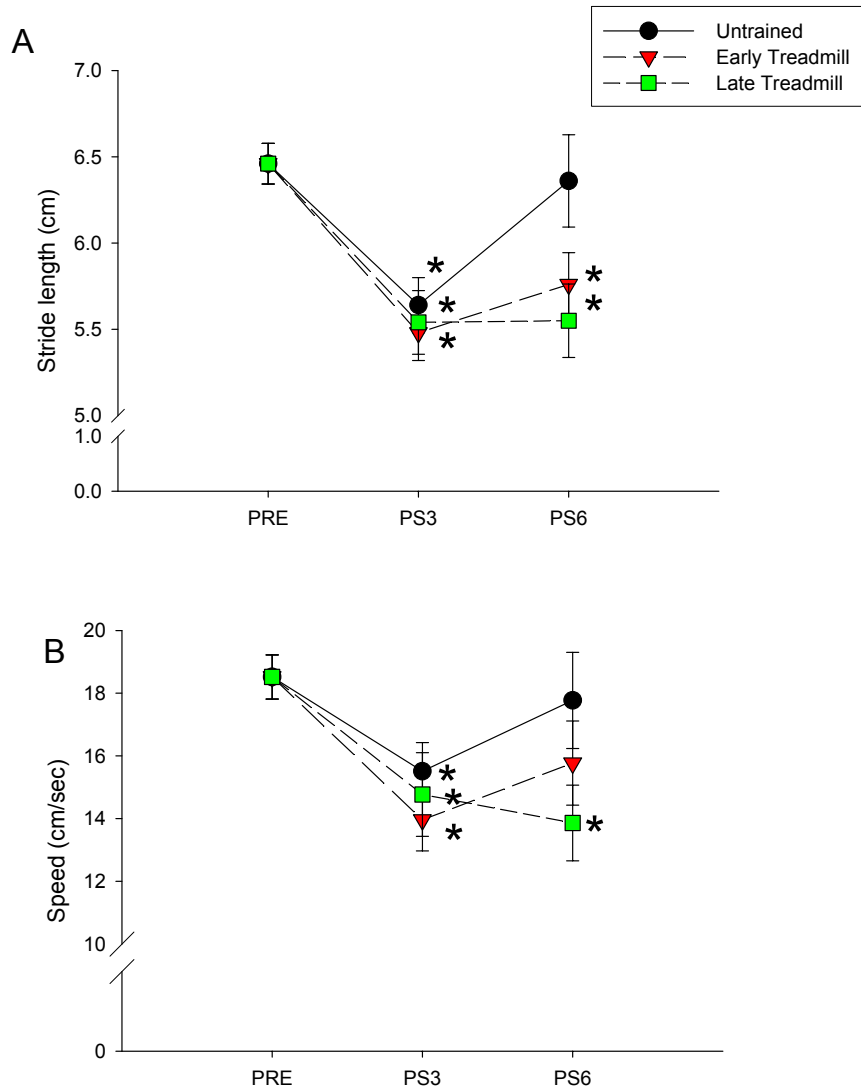 A
Untrained
Early Treadmill
Late Treadmill
7.0
6.5
6.0
5.5
5.0
1.0
0.0
Stride length (cm)
*
*
*
*
*
PRE PS3 PS6
B
20
18
16
14
12
10
0
Speed (cm/sec)
*
*
*
*
PRE PS3 PS6